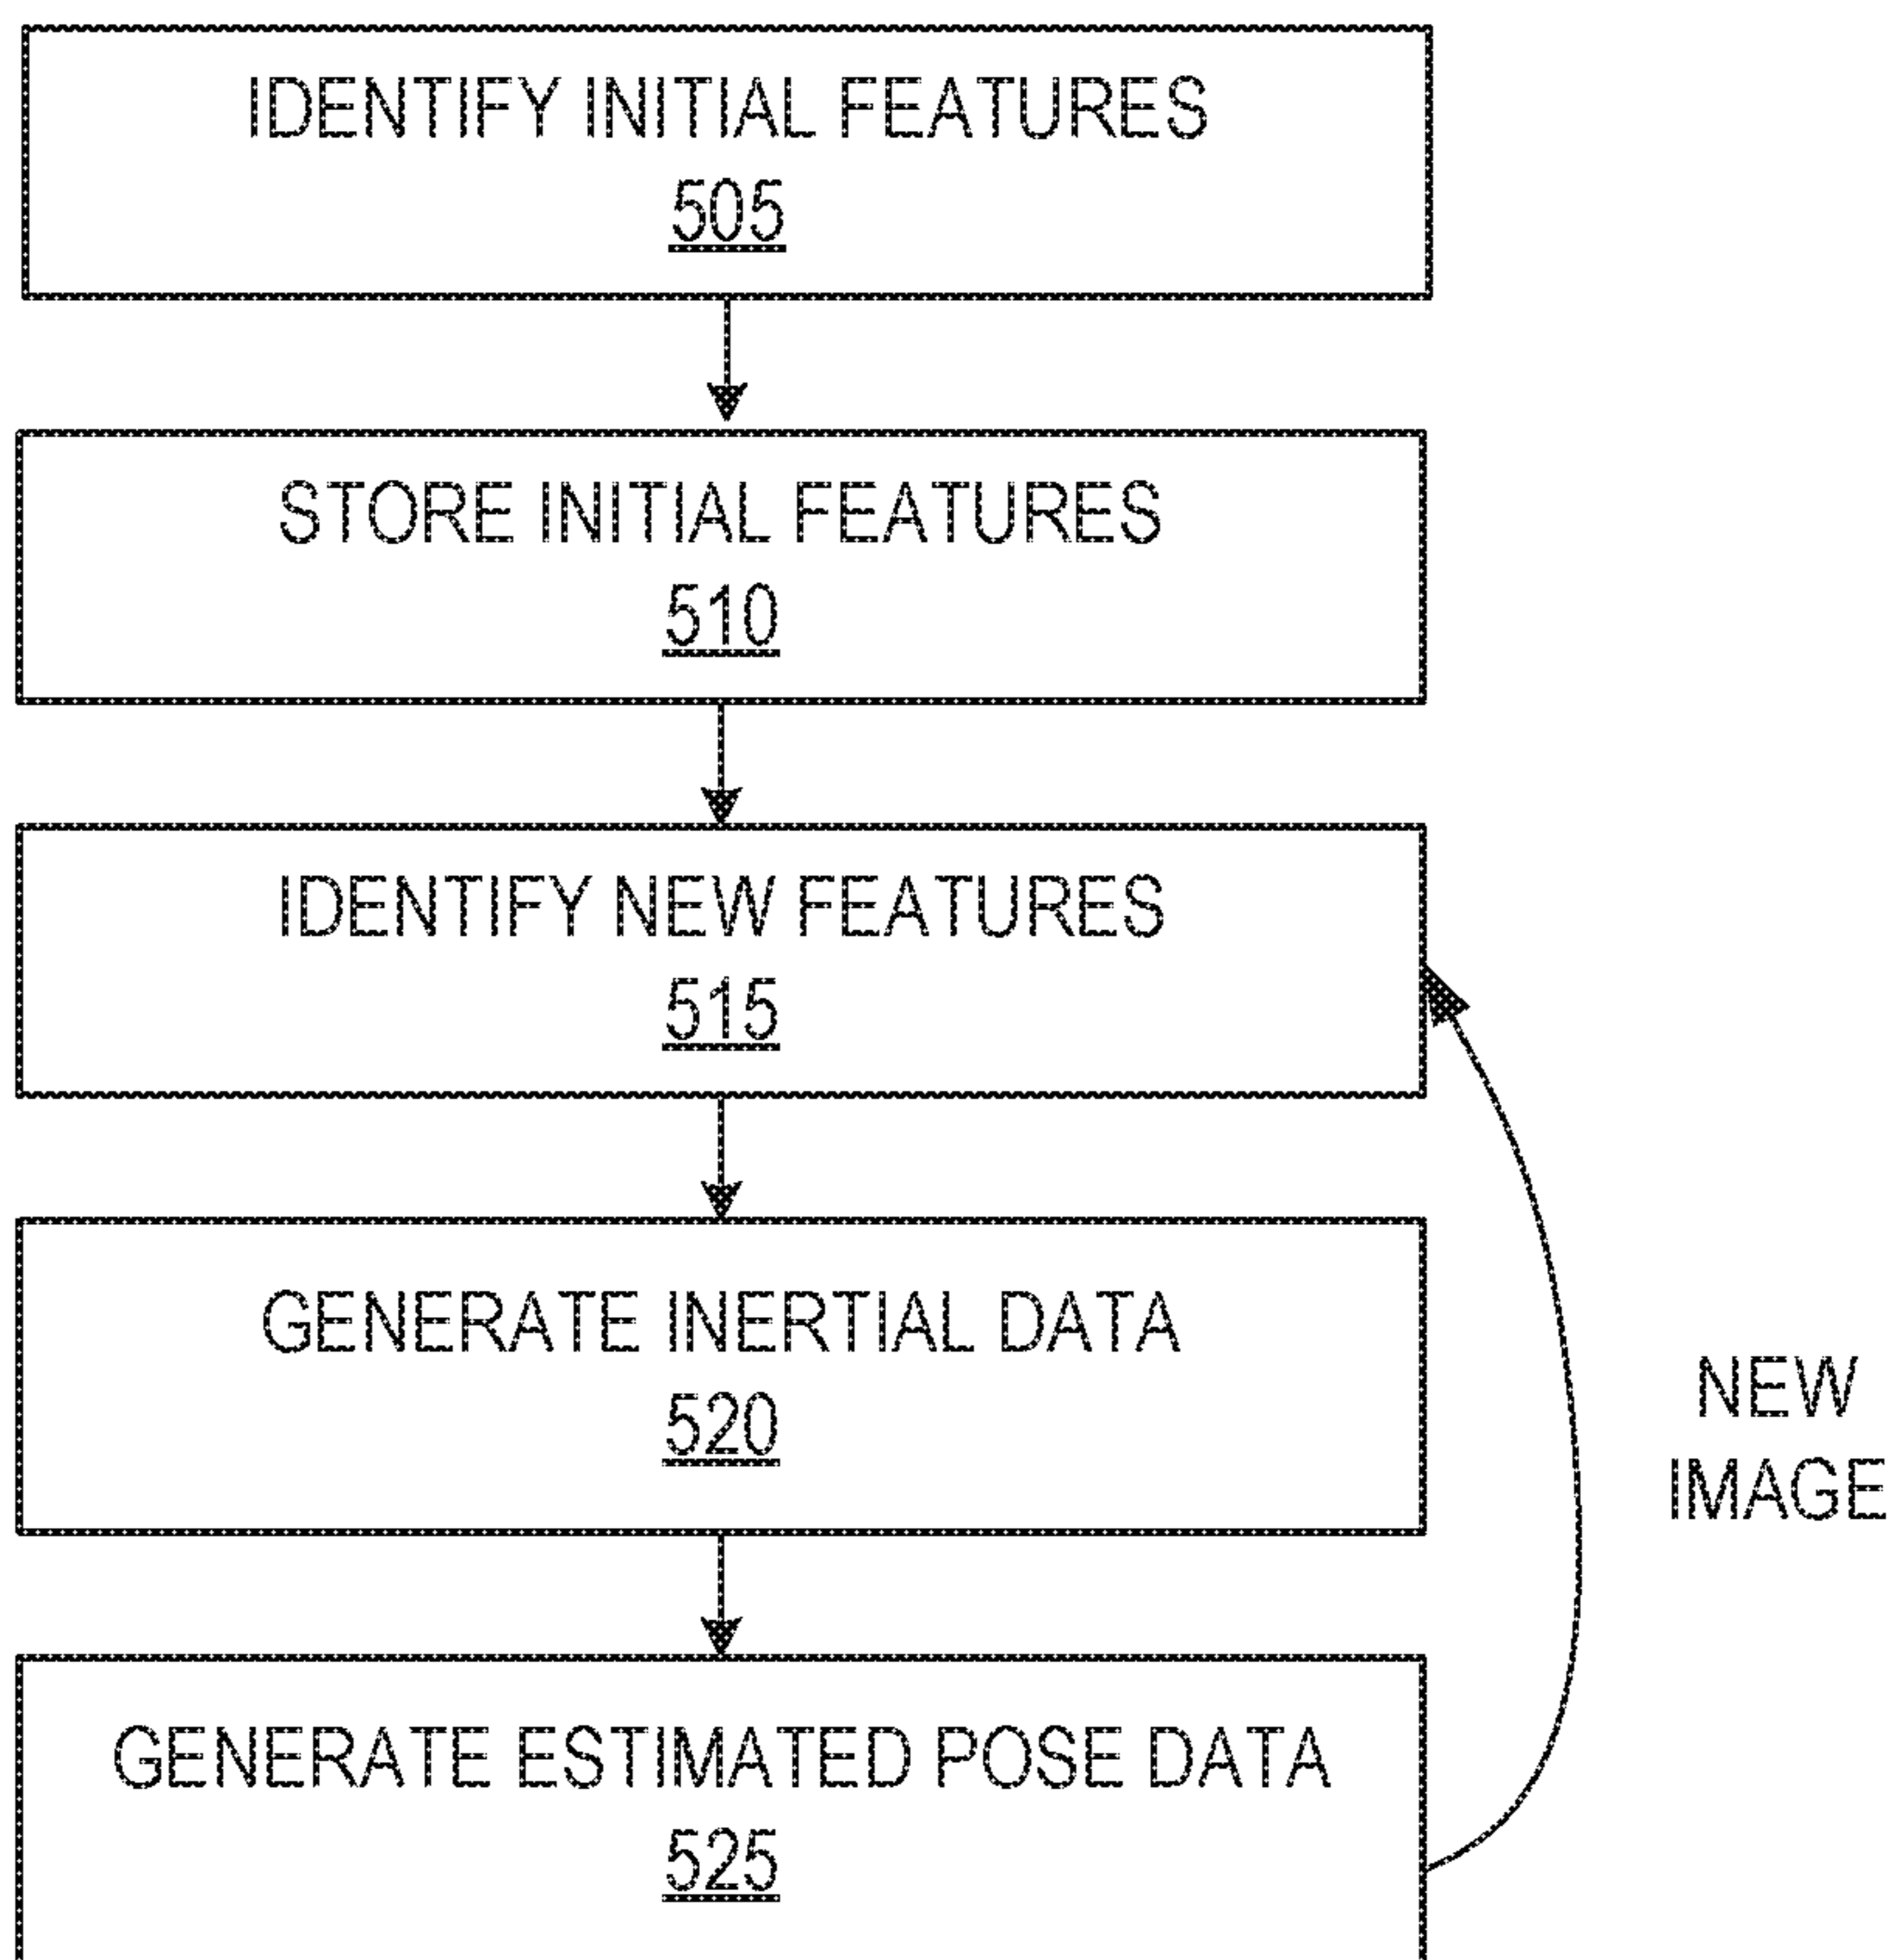 IDENTIFY INITIAL FEATURES
505
STORE INITIAL FEATURES
510
IDENTIFY NEW FEATURES
515
GENERATE INERTIAL DATA
520
NEW
IMAGE
GENERATE ESTIMATED POSE DATA
525